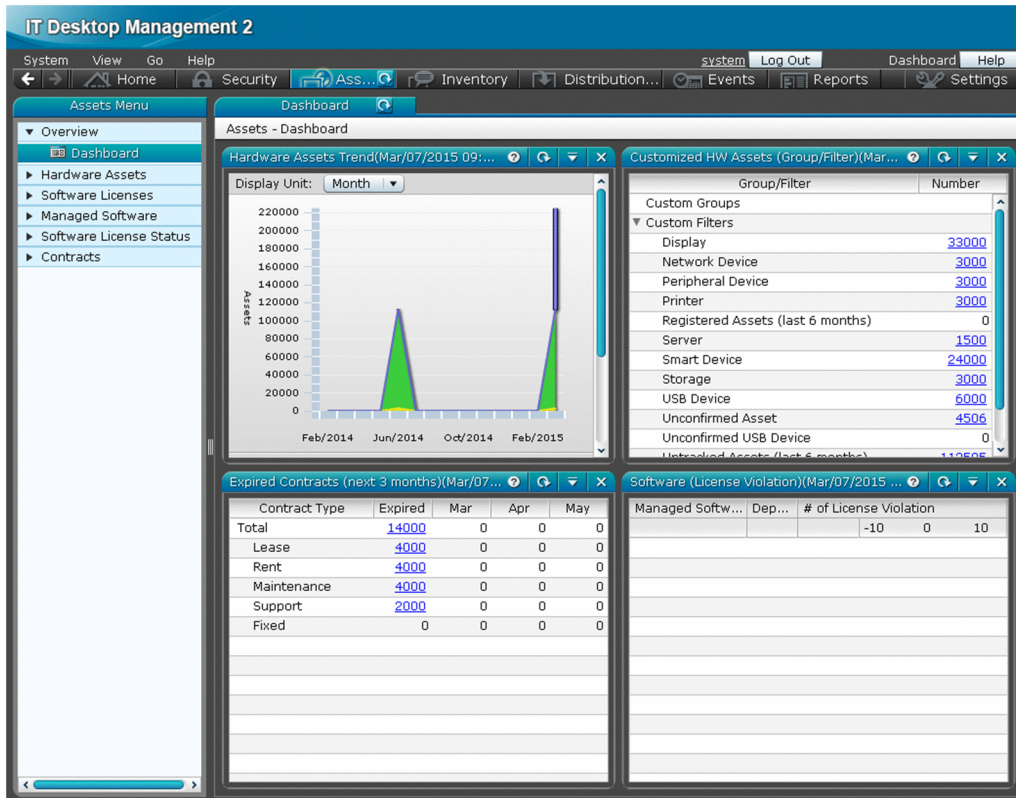 IT Desktop Management 2
System View Go Help system Log Out Dashboard Help
Home Security Ass... Inventory Distribution... Events Reports Settings
Assets Menu
Overview
Dashboard
Hardware Assets
Software Licenses
Managed Software
Software License Status
Contracts
Dashboard
Assets - Dashboard
Hardware Assets Trend(Mar/07/2015 09:...
Display Unit: Month
220000
200000
180000
160000
140000
120000
100000
80000
60000
40000
20000
0
Assets
Feb/2014 Jun/2014 Oct/2014 Feb/2015
Customized HW Assets (Group/Filter)(Mar...
Group/Filter Number
Custom Groups
Custom Filters
Display 33000
Network Device 3000
Peripheral Device 3000
Printer 3000
Registered Assets (last 6 months) 0
Server 1500
Smart Device 24000
Storage 3000
USB Device 6000
Unconfirmed Asset 4506
Unconfirmed USB Device 0
Untracked Assets (last 6 months)
Expired Contracts (next 3 months)(Mar/07...
Contract Type Expired Mar Apr May
Total 14000 0 0 0
Lease 4000 0 0 0
Rent 4000 0 0 0
Maintenance 4000 0 0 0
Support 2000 0 0 0
Fixed 0 0 0 0
Software (License Violation)(Mar/07/2015 ...
Managed Softw... Dep... # of License Violation
-10 0 10